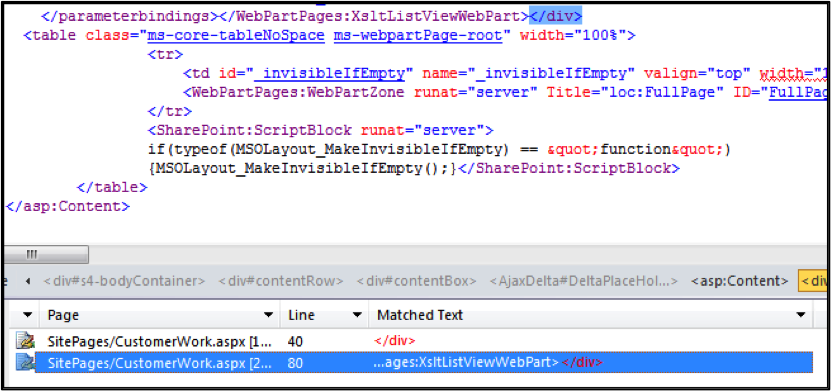 </parameterbindings></WebPartPages:XsltListViewWebPart></div>
<table class="ms-core-tableNoSpace ms-webpartPage-root" width="100%">
<tr>
<td id="_invisibleIfEmpty" name="_invisibleIfEmpty" valign="top" width="1
<WebPartPages:WebPartZone runat="server" Title="loc:FullPage" ID="FullPag
</tr>
<SharePoint:ScriptBlock runat="server">
if(typeof(MSOLayout_MakeInvisibleIfEmpty) == &quot;function&quot;)
{MSOLayout_MakeInvisibleIfEmpty();}</SharePoint:ScriptBlock>
</table>
</asp:Content>
e <div#s4-bodyContainer> <div#contentRow> <div#contentBox> <AjaxDelta#DeltaPlaceHol...> <asp:Content> <div
Page Line Matched Text
SitePages/CustomerWork.aspx [1... 40 </div>
SitePages/CustomerWork.aspx [2... 80 ...ages:XsltListViewWebPart></div>